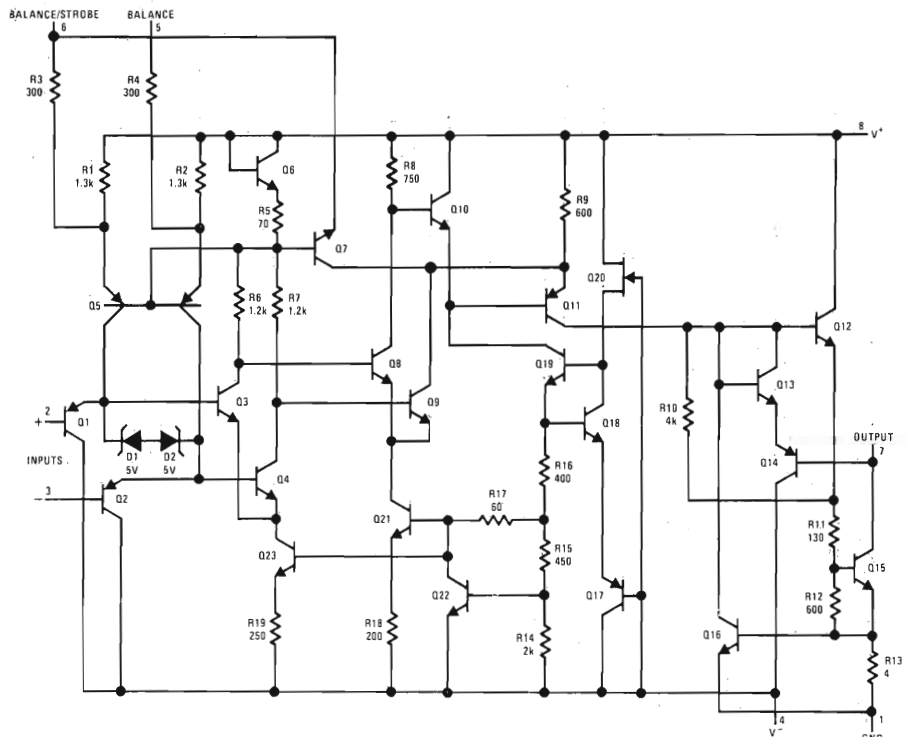 BALANCE/STROBE BALANCE
6 5
R3
300
R4
300
8 V+
R1
1.3k
R2
1.3k
Q6
R8
750
Q10
R9
600
R5
70
Q7
Q20
Q5
R6
1.2k
R7
1.2k
Q11
Q12
Q8
Q19
Q3
Q9
Q13
2
+
Q1
R10
4k
Q18
OUTPUT
7
D1
5V
D2
5V
INPUTS
Q14
R16
400
Q4
3
−
Q2
R17
60
R11
130
Q21
Q23
R15
450
Q15
Q22
Q17
R12
600
R19
250
R18
200
R14
2k
Q16
R13
4
4
V−
1
GND